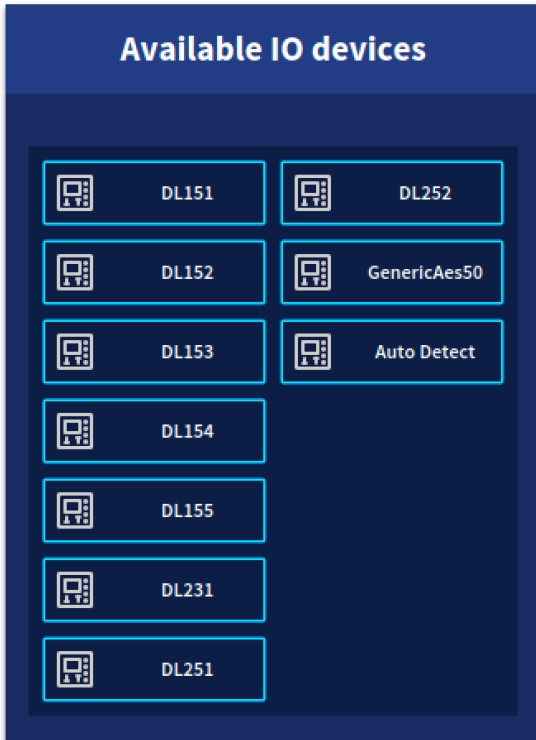 Available IO devices
DL151
DL152
DL153
DL154
DL155
DL231
DL251
DL252
GenericAes50
Auto Detect